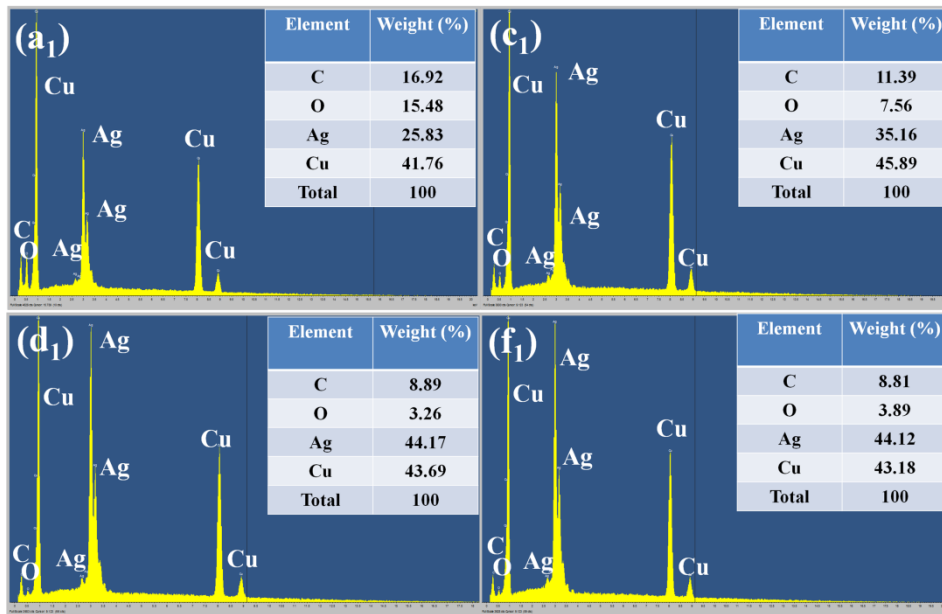 (a1)
Element Weight (%)
C 16.92
O 15.48
Ag 25.83
Cu 41.76
Total 100
Cu
Ag
Cu
Ag
C
O
Ag
Cu
(c1)
Element Weight (%)
C 11.39
O 7.56
Ag 35.16
Cu 45.89
Total 100
Cu
Ag
Cu
Ag
C
O
Ag
Cu
(d1)
Element Weight (%)
C 8.89
O 3.26
Ag 44.17
Cu 43.69
Total 100
Ag
Cu
Cu
Ag
C
O
Ag
Cu
(f1)
Element Weight (%)
C 8.81
O 3.89
Ag 44.12
Cu 43.18
Total 100
Ag
Cu
Cu
Ag
C
O
Ag
Cu